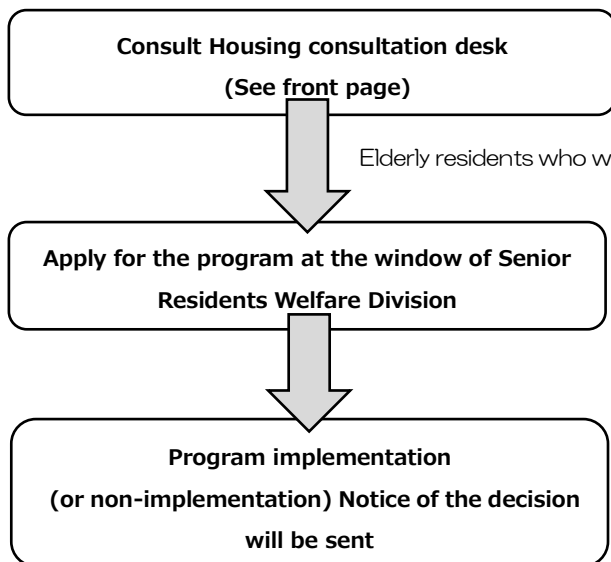 Consult Housing consultation desk
(See front page)
Elderly residents who w
Apply for the program at the window of Senior
Residents Welfare Division
Program implementation
(or non-implementation) Notice of the decision
will be sent